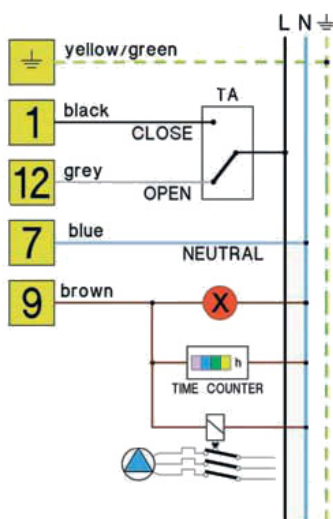 L N
yellow/green
TA
1 black
CLOSE
12 grey
OPEN
7 blue
NEUTRAL
9 brown
X
h
TIME COUNTER